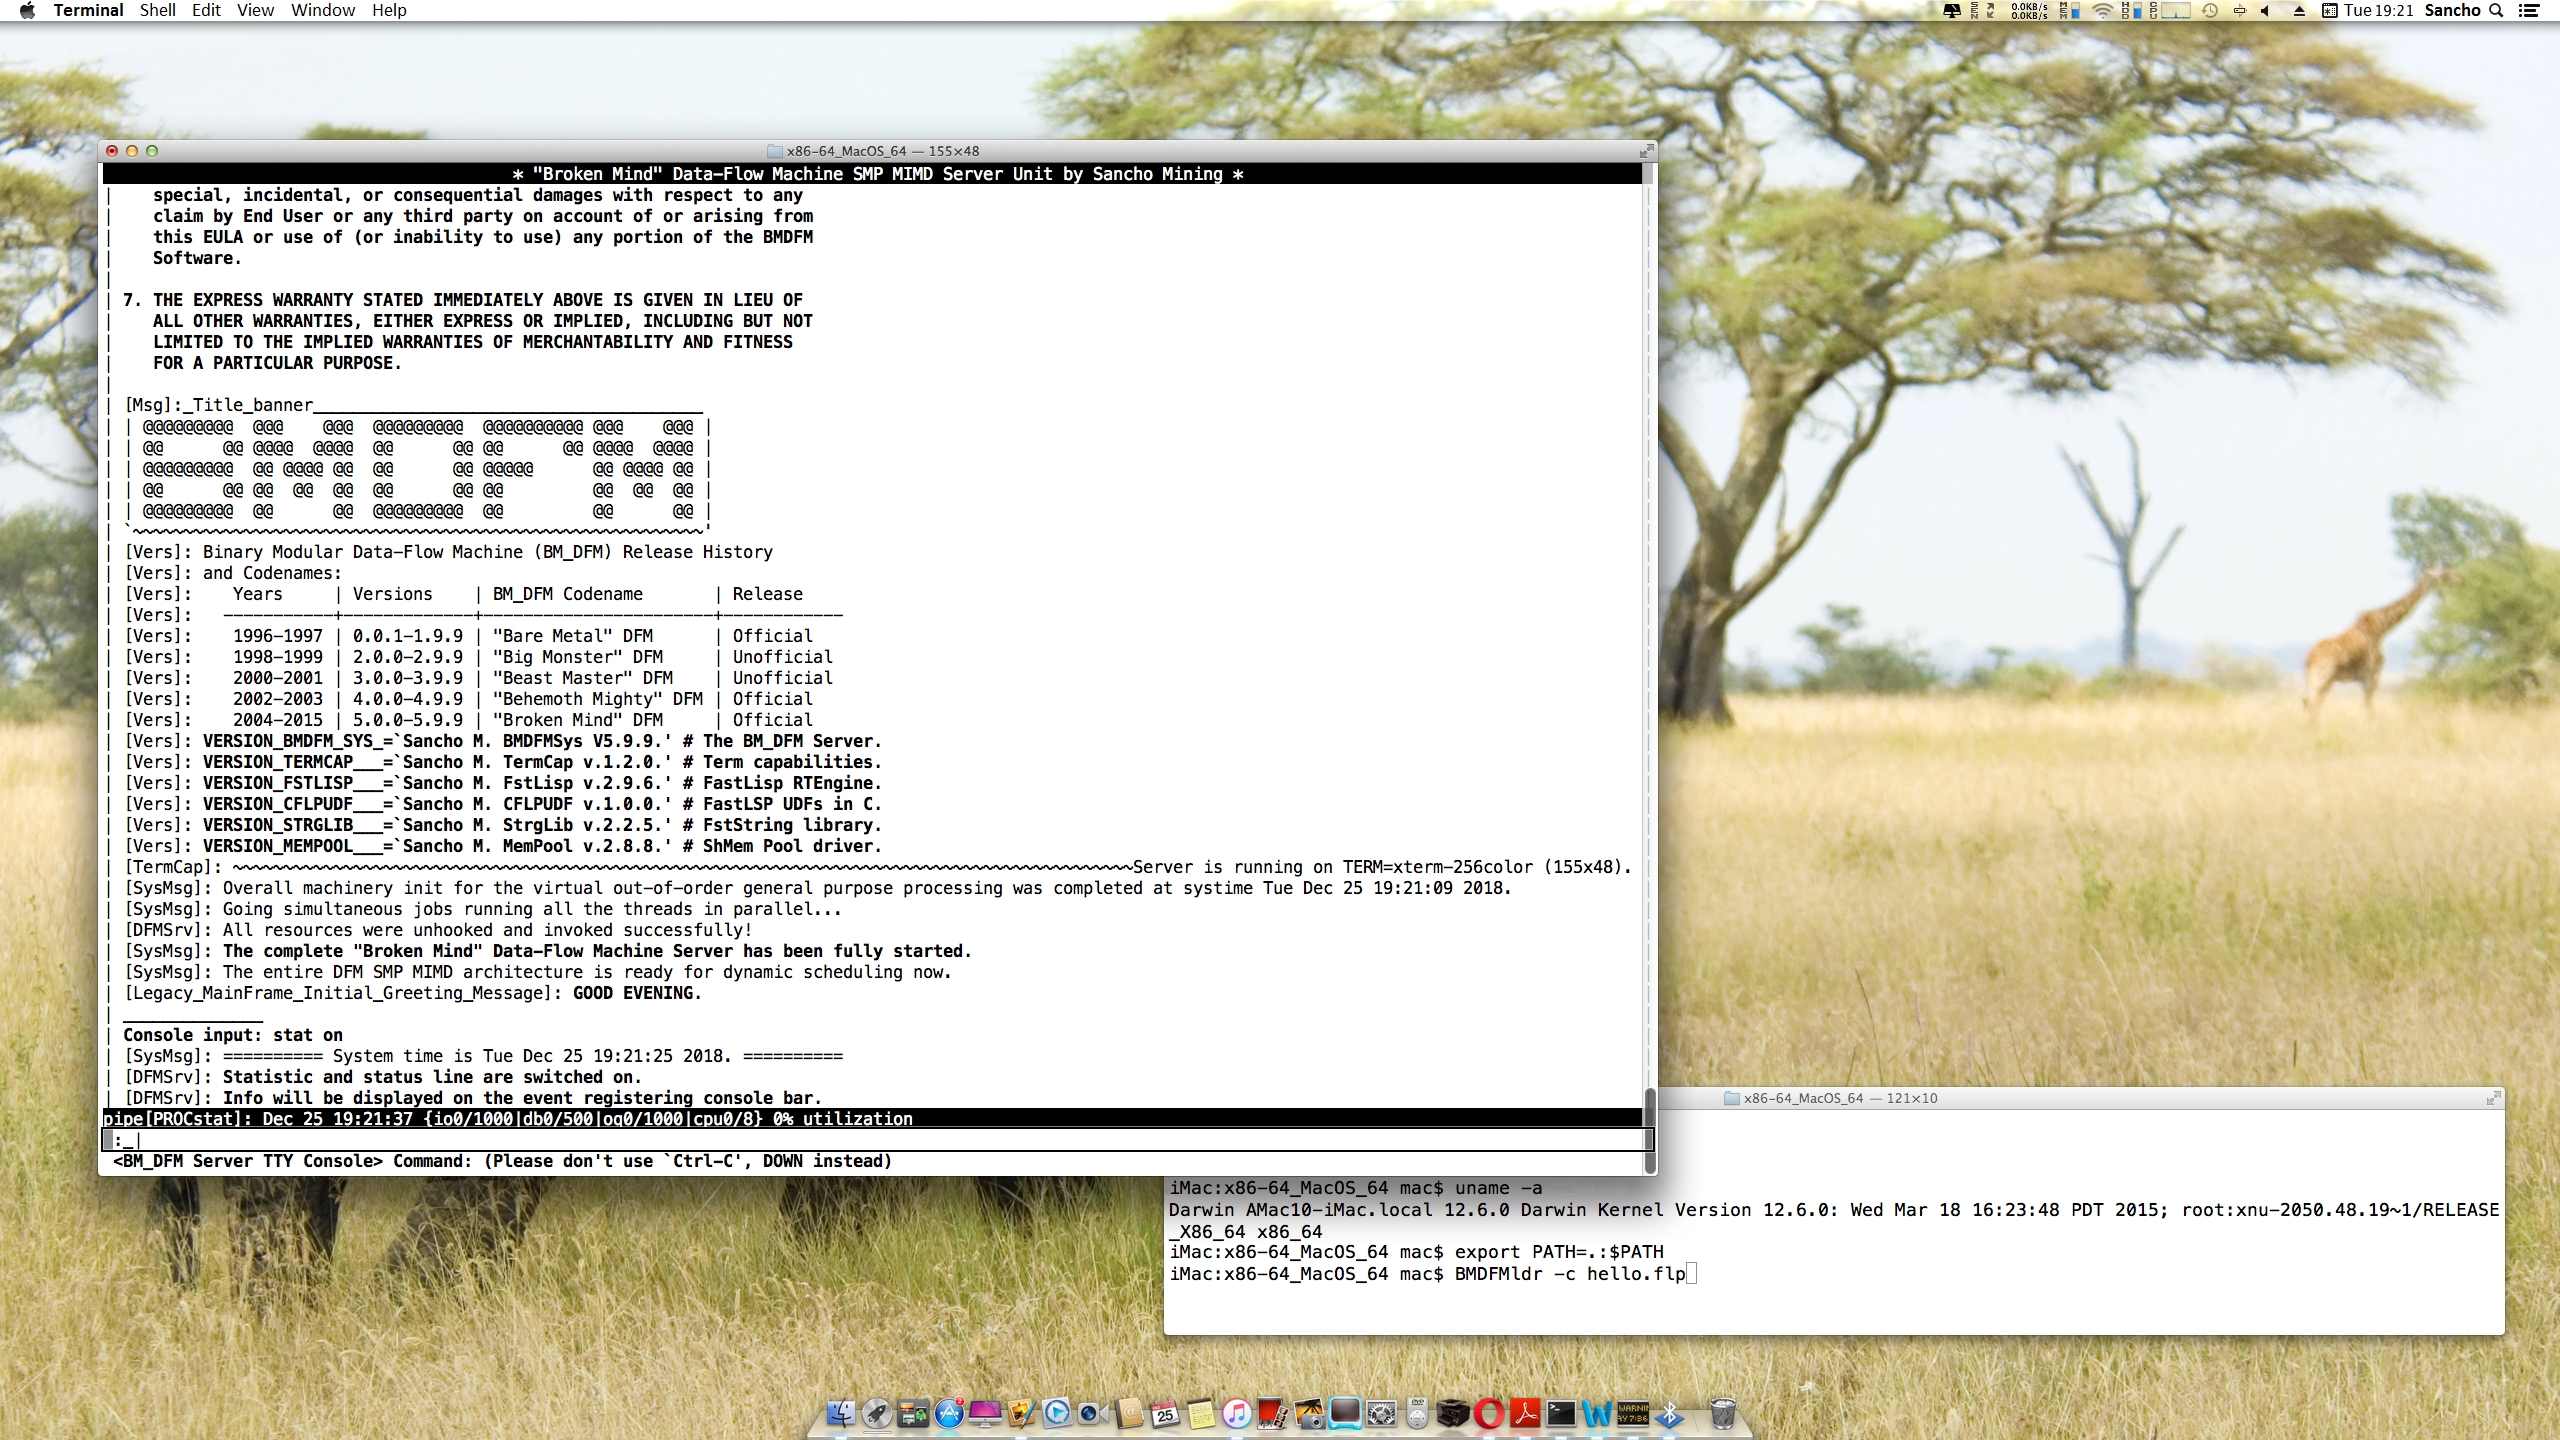 Terminal Shell Edit View Window Help
0.0KB/s
0.0KB/s
Tue 19:21 Sancho
x86-64_MacOS_64 — 155×48
* "Broken Mind" Data-Flow Machine SMP MIMD Server Unit by Sancho Mining *
| special, incidental, or consequential damages with respect to any
| claim by End User or any third party on account of or arising from
| this EULA or use of (or inability to use) any portion of the BMDFM
| Software.
|
| 7. THE EXPRESS WARRANTY STATED IMMEDIATELY ABOVE IS GIVEN IN LIEU OF
| ALL OTHER WARRANTIES, EITHER EXPRESS OR IMPLIED, INCLUDING BUT NOT
| LIMITED TO THE IMPLIED WARRANTIES OF MERCHANTABILITY AND FITNESS
| FOR A PARTICULAR PURPOSE.
|
| [Msg]:_Title_banner_______________________________________
| | @@@@@@@@@  @@@    @@@  @@@@@@@@@  @@@@@@@@@@ @@@    @@@ |
| | @@      @@ @@@@  @@@@  @@      @@ @@      @@ @@@@  @@@@ |
| | @@@@@@@@@  @@ @@@@ @@  @@      @@ @@@@@      @@ @@@@ @@ |
| | @@      @@ @@  @@  @@  @@      @@ @@         @@  @@  @@ |
| | @@@@@@@@@  @@      @@  @@@@@@@@@  @@         @@      @@ |
| `~~~~~~~~~~~~~~~~~~~~~~~~~~~~~~~~~~~~~~~~~~~~~~~~~~~~~~~~~'
| [Vers]: Binary Modular Data-Flow Machine (BM_DFM) Release History
| [Vers]: and Codenames:
| [Vers]:    Years     | Versions    | BM_DFM Codename       | Release
| [Vers]:   -----------+-------------+-----------------------+------------
| [Vers]:    1996-1997 | 0.0.1-1.9.9 | "Bare Metal" DFM      | Official
| [Vers]:    1998-1999 | 2.0.0-2.9.9 | "Big Monster" DFM     | Unofficial
| [Vers]:    2000-2001 | 3.0.0-3.9.9 | "Beast Master" DFM    | Unofficial
| [Vers]:    2002-2003 | 4.0.0-4.9.9 | "Behemoth Mighty" DFM | Official
| [Vers]:    2004-2015 | 5.0.0-5.9.9 | "Broken Mind" DFM     | Official
| [Vers]: VERSION_BMDFM_SYS_=`Sancho M. BMDFMSys V5.9.9.' # The BM_DFM Server.
| [Vers]: VERSION_TERMCAP___=`Sancho M. TermCap v.1.2.0.' # Term capabilities.
| [Vers]: VERSION_FSTLISP___=`Sancho M. FstLisp v.2.9.6.' # FastLisp RTEngine.
| [Vers]: VERSION_CFLPUDF___=`Sancho M. CFLPUDF v.1.0.0.' # FastLSP UDFs in C.
| [Vers]: VERSION_STRGLIB___=`Sancho M. StrgLib v.2.2.5.' # FstString library.
| [Vers]: VERSION_MEMPOOL___=`Sancho M. MemPool v.2.8.8.' # ShMem Pool driver.
| [TermCap]: ~~~~~~~~~~~~~~~~~~~~~~~~~~~~~~~~~~~~~~~~~~~~~~~~~~~~~~~~~~~~~~~~~~~~~~~~~~~~~~~~~~~~~~~~~~Server is running on TERM=xterm-256color (155x48).
| [SysMsg]: Overall machinery init for the virtual out-of-order general purpose processing was completed at systime Tue Dec 25 19:21:09 2018.
| [SysMsg]: Going simultaneous jobs running all the threads in parallel...
| [DFMSrv]: All resources were unhooked and invoked successfully!
| [SysMsg]: The complete "Broken Mind" Data-Flow Machine Server has been fully started.
| [SysMsg]: The entire DFM SMP MIMD architecture is ready for dynamic scheduling now.
| [Legacy_MainFrame_Initial_Greeting_Message]: GOOD EVENING.
| ______________
| Console input: stat on
| [SysMsg]: ========== System time is Tue Dec 25 19:21:25 2018. ==========
| [DFMSrv]: Statistic and status line are switched on.
| [DFMSrv]: Info will be displayed on the event registering console bar.
pipe[PROCstat]: Dec 25 19:21:37 {io0/1000|db0/500|oq0/1000|cpu0/8} 0% utilization
:_|
<BM_DFM Server TTY Console> Command: (Please don't use `Ctrl-C', DOWN instead)
x86-64_MacOS_64 — 121×10
iMac:x86-64_MacOS_64 mac$ uname -a
Darwin AMac10-iMac.local 12.6.0 Darwin Kernel Version 12.6.0: Wed Mar 18 16:23:48 PDT 2015; root:xnu-2050.48.19~1/RELEASE
_X86_64 x86_64
iMac:x86-64_MacOS_64 mac$ export PATH=.:$PATH
iMac:x86-64_MacOS_64 mac$ BMDFMldr -c hello.flp
25